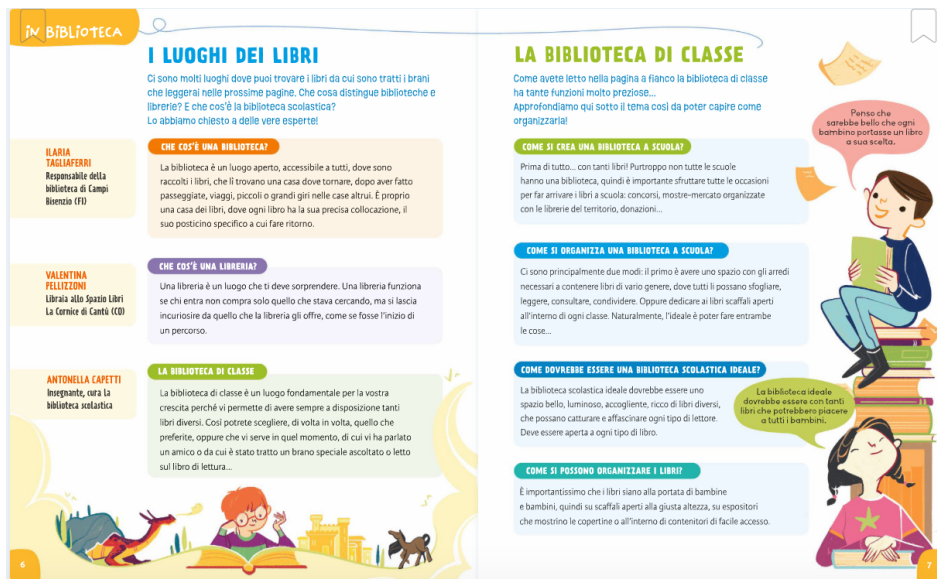 IN BIBLIOTECA
I LUOGHI DEI LIBRI
Ci sono molti luoghi dove puoi trovare i libri da cui sono tratti i brani
che leggerai nelle prossime pagine. Che cosa distingue biblioteche e
librerie? E che cos'è la biblioteca scolastica?
Lo abbiamo chiesto a delle vere esperte!
ILARIA
TAGLIAFERRI
Responsabile della
biblioteca di Campi
Bisenzio (FI)
CHE COS'È UNA BIBLIOTECA?
La biblioteca è un luogo aperto, accessibile a tutti, dove sono
raccolti i libri, che lì trovano una casa dove tornare, dopo aver fatto
passeggiate, viaggi, piccoli o grandi giri nelle case altrui. È proprio
una casa dei libri, dove ogni libro ha la sua precisa collocazione, il
suo posticino specifico a cui fare ritorno.
VALENTINA
PELLIZZONI
Libraia allo Spazio Libri
La Cornice di Cantù (CO)
CHE COS'È UNA LIBRERIA?
Una libreria è un luogo che ti deve sorprendere. Una libreria funziona
se chi entra non compra solo quello che stava cercando, ma si lascia
incuriosire da quello che la libreria gli offre, come se fosse l'inizio di
un percorso.
ANTONELLA CAPETTI
Insegnante, cura la
biblioteca scolastica
LA BIBLIOTECA DI CLASSE
La biblioteca di classe è un luogo fondamentale per la vostra
crescita perché vi permette di avere sempre a disposizione tanti
libri diversi. Così potrete scegliere, di volta in volta, quello che
preferite, oppure che vi serve in quel momento, di cui vi ha parlato
un amico o da cui è stato tratto un brano speciale ascoltato o letto
sul libro di lettura...
6
LA BIBLIOTECA DI CLASSE
Come avete letto nella pagina a fianco la biblioteca di classe
ha tante funzioni molto preziose...
Approfondiamo qui sotto il tema così da poter capire come
organizzarla!
Penso che
sarebbe bello che ogni
bambino portasse un libro
a sua scelta.
COME SI CREA UNA BIBLIOTECA A SCUOLA?
Prima di tutto... con tanti libri! Purtroppo non tutte le scuole
hanno una biblioteca, quindi è importante sfruttare tutte le occasioni
per far arrivare i libri a scuola: concorsi, mostre-mercato organizzate
con le librerie del territorio, donazioni...
COME SI ORGANIZZA UNA BIBLIOTECA A SCUOLA?
Ci sono principalmente due modi: il primo è avere uno spazio con gli arredi
necessari a contenere libri di vario genere, dove tutti li possano sfogliare,
leggere, consultare, condividere. Oppure dedicare ai libri scaffali aperti
all'interno di ogni classe. Naturalmente, l'ideale è poter fare entrambe
le cose...
COME DOVREBBE ESSERE UNA BIBLIOTECA SCOLASTICA IDEALE?
La biblioteca scolastica ideale dovrebbe essere uno
spazio bello, luminoso, accogliente, ricco di libri diversi,
che possano catturare e affascinare ogni tipo di lettore.
Deve essere aperta a ogni tipo di libro.
La biblioteca ideale
dovrebbe essere con tanti
libri che potrebbero piacere
a tutti i bambini.
COME SI POSSONO ORGANIZZARE I LIBRI?
È importantissimo che i libri siano alla portata di bambine
e bambini, quindi su scaffali aperti alla giusta altezza, su espositori
che mostrino le copertine o all'interno di contenitori di facile accesso.
7